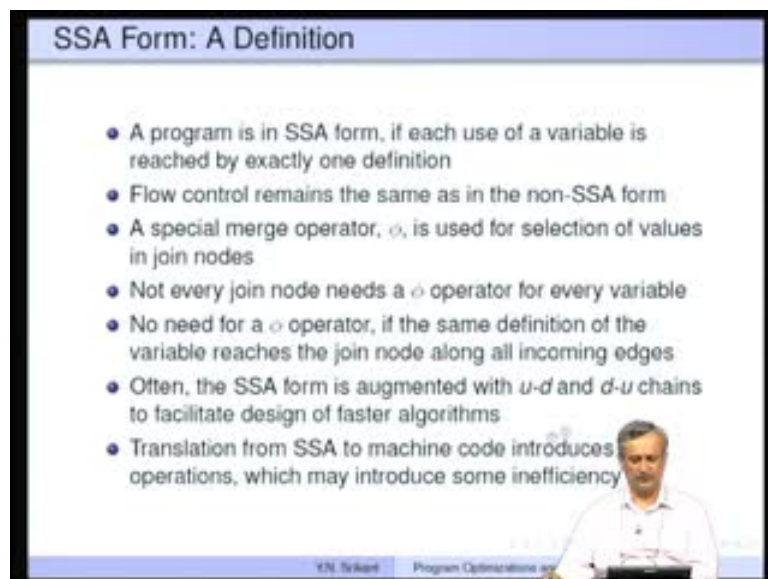 SSA Form: A Definition
A program is in SSA form, if each use of a variable is
reached by exactly one definition
Flow control remains the same as in the non-SSA form
A special merge operator, ϕ, is used for selection of values
in join nodes
Not every join node needs a ϕ operator for every variable
No need for a ϕ operator, if the same definition of the
variable reaches the join node along all incoming edges
Often, the SSA form is augmented with u-d and d-u chains
to facilitate design of faster algorithms
Translation from SSA to machine code introduces
operations, which may introduce some inefficiency
Y.N. Srikant Program Optimizations